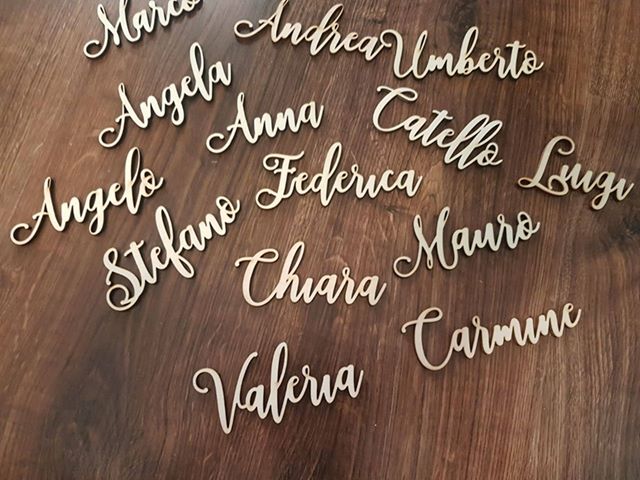 Marco
Andrea
Umberto
Angela
Anna
Catello
Federica
Luigi
Angelo
Stefano
Mauro
Chiara
Carmine
Valeria